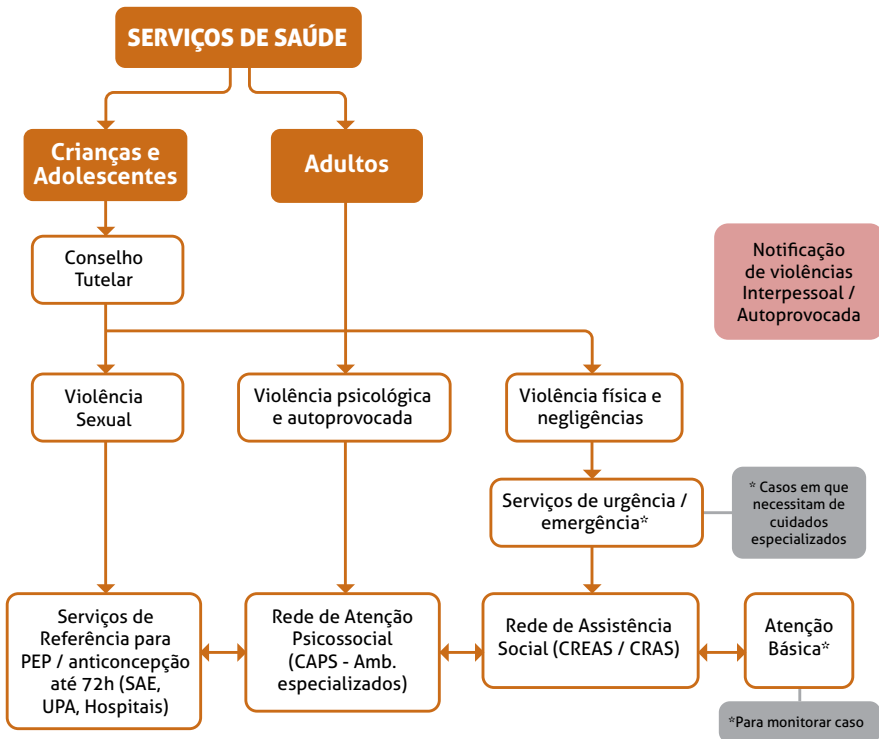 SERVIÇOS DE SAÚDE
Crianças e
Adolescentes
Adultos
Conselho
Tutelar
Notificação
de violências
Interpessoal /
Autoprovocada
Violência
Sexual
Violência psicológica
e autoprovocada
Violência física e
negligências
Serviços de urgência /
emergência*
* Casos em que
necessitam de
cuidados
especializados
Serviços de
Referência para
PEP / anticoncepção
até 72h (SAE,
UPA, Hospitais)
Rede de Atenção
Psicossocial
(CAPS - Amb.
especializados)
Rede de Assistência
Social (CREAS / CRAS)
Atenção
Básica*
*Para monitorar caso